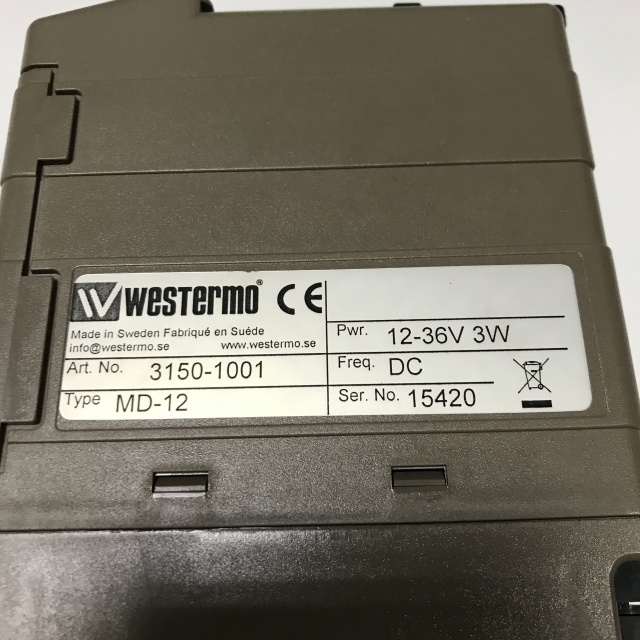 WESTERMO® CE
Made in Sweden Fabriqué en Suéde
info@westermo.se www.westermo.se
Art. No. 3150-1001
Type MD-12
Pwr. 12-36V 3W
Freq. DC
Ser. No. 15420